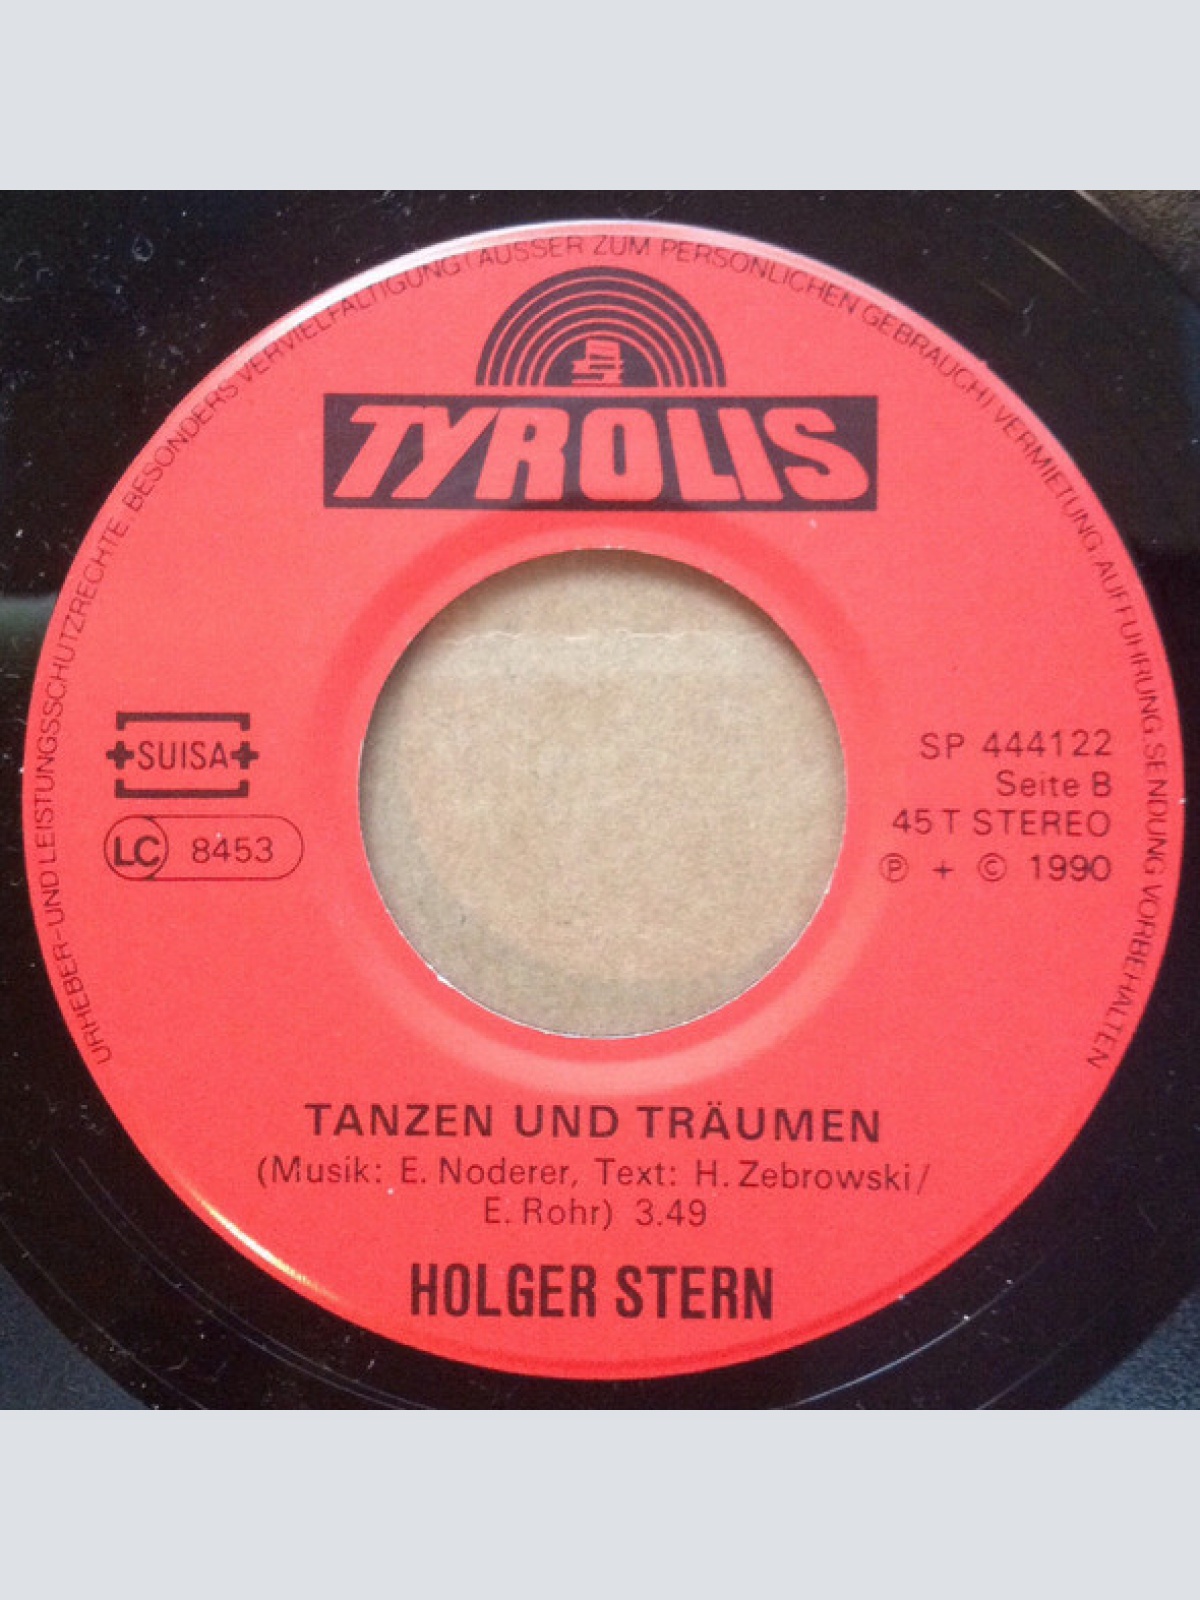 URHEBER-UND LEISTUNGSSCHUTZRECHTE, BESONDERS VERVIELFÄLTIGUNG (AUSSER ZUM PERSÖNLICHEN GEBRAUCH) VERMIETUNG, AUFFÜHRUNG, SENDUNG VORBEHALTEN
TYROLIS
SUISA
LC 8453
SP 444122
Seite B
45 T STEREO
Ⓟ + © 1990
TANZEN UND TRÄUMEN
(Musik: E. Noderer, Text: H. Zebrowski/
E. Rohr) 3.49
HOLGER STERN